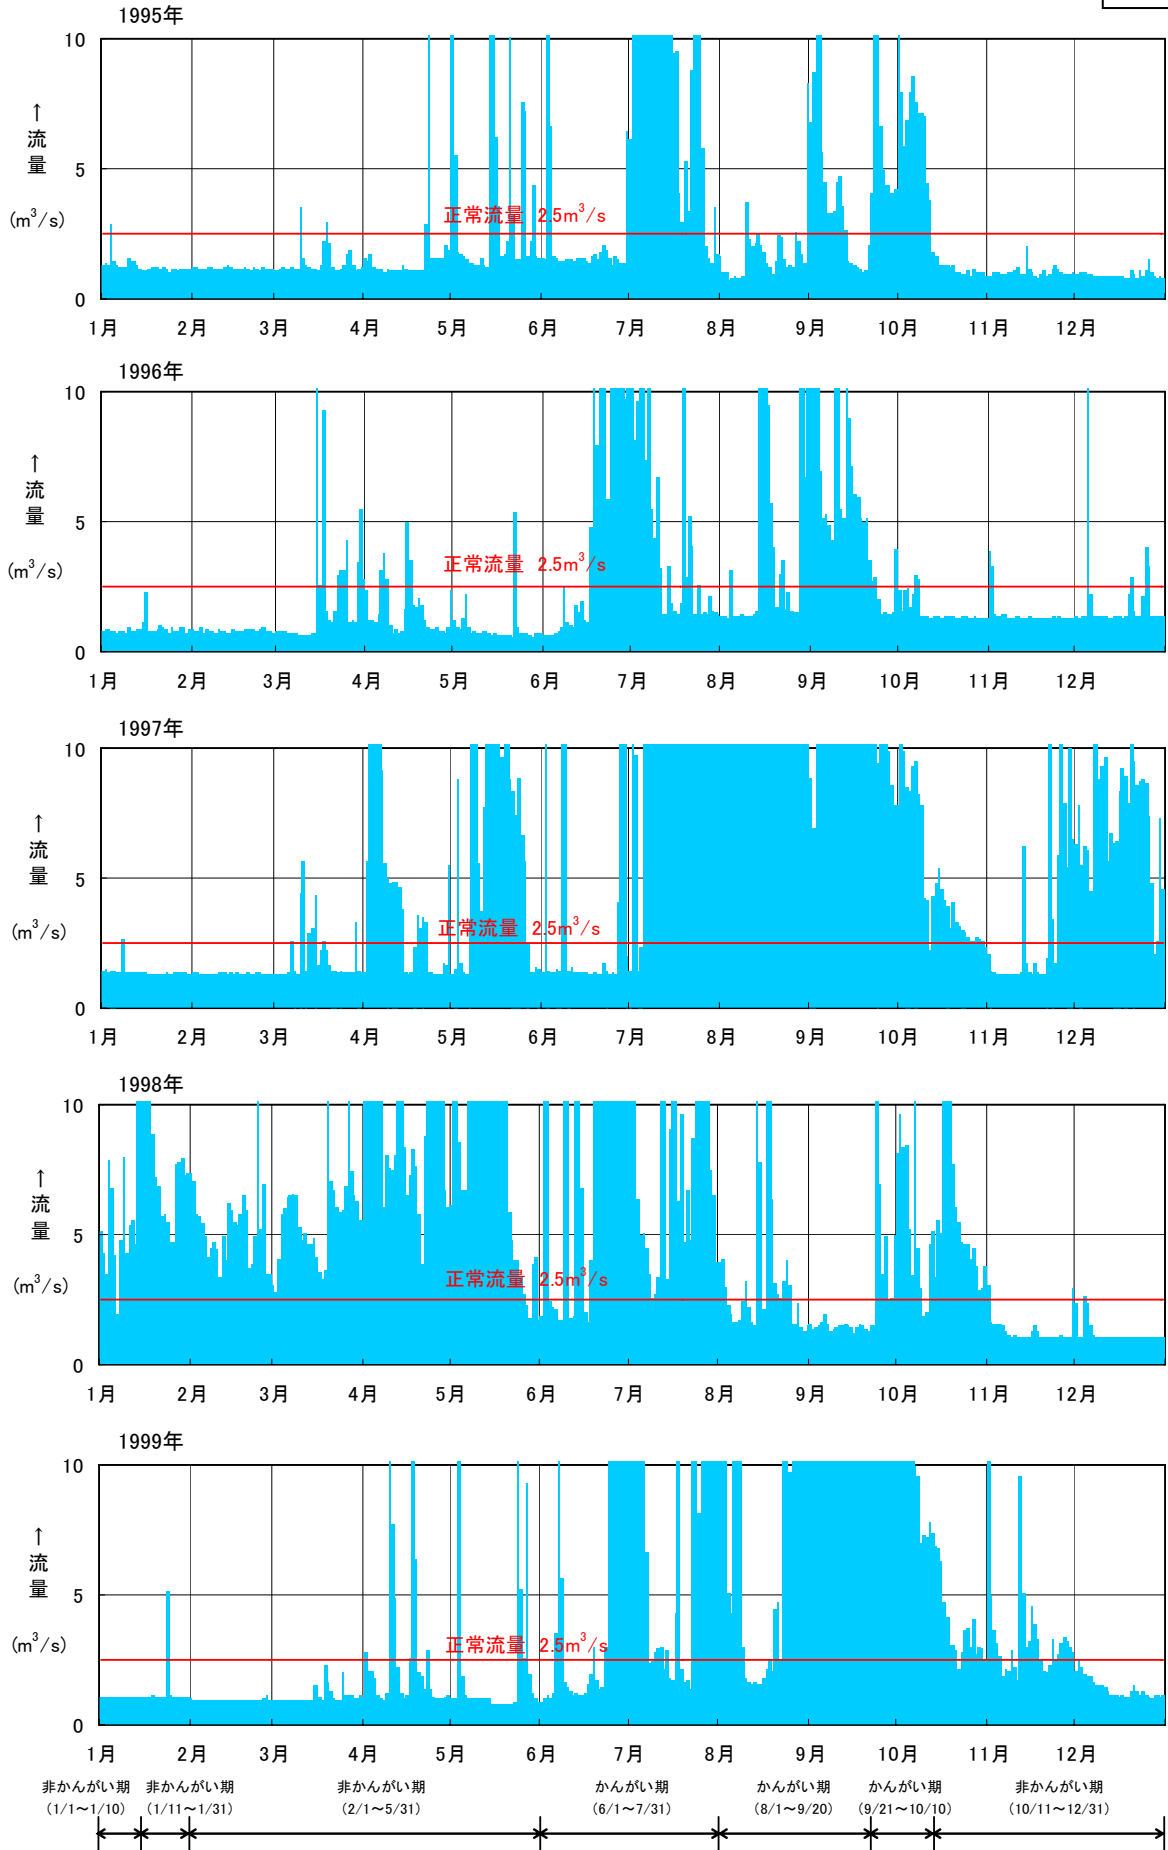 1995年
10
↑
流
量
5
(m³/s)
正常流量 2.5m³/s
0
1月 2月 3月 4月 5月 6月 7月 8月 9月 10月 11月 12月
1996年
10
↑
流
量
5
(m³/s)
正常流量 2.5m³/s
0
1月 2月 3月 4月 5月 6月 7月 8月 9月 10月 11月 12月
1997年
10
↑
流
量
5
(m³/s)
正常流量 2.5m³/s
0
1月 2月 3月 4月 5月 6月 7月 8月 9月 10月 11月 12月
1998年
10
↑
流
量
5
(m³/s)
正常流量 2.5m³/s
0
1月 2月 3月 4月 5月 6月 7月 8月 9月 10月 11月 12月
1999年
10
↑
流
量
5
(m³/s)
正常流量 2.5m³/s
0
1月 2月 3月 4月 5月 6月 7月 8月 9月 10月 11月 12月
非かんがい期 非かんがい期 非かんがい期 かんがい期 かんがい期 かんがい期 非かんがい期
(1/1～1/10) (1/11～1/31) (2/1～5/31) (6/1～7/31) (8/1～9/20) (9/21～10/10) (10/11～12/31)